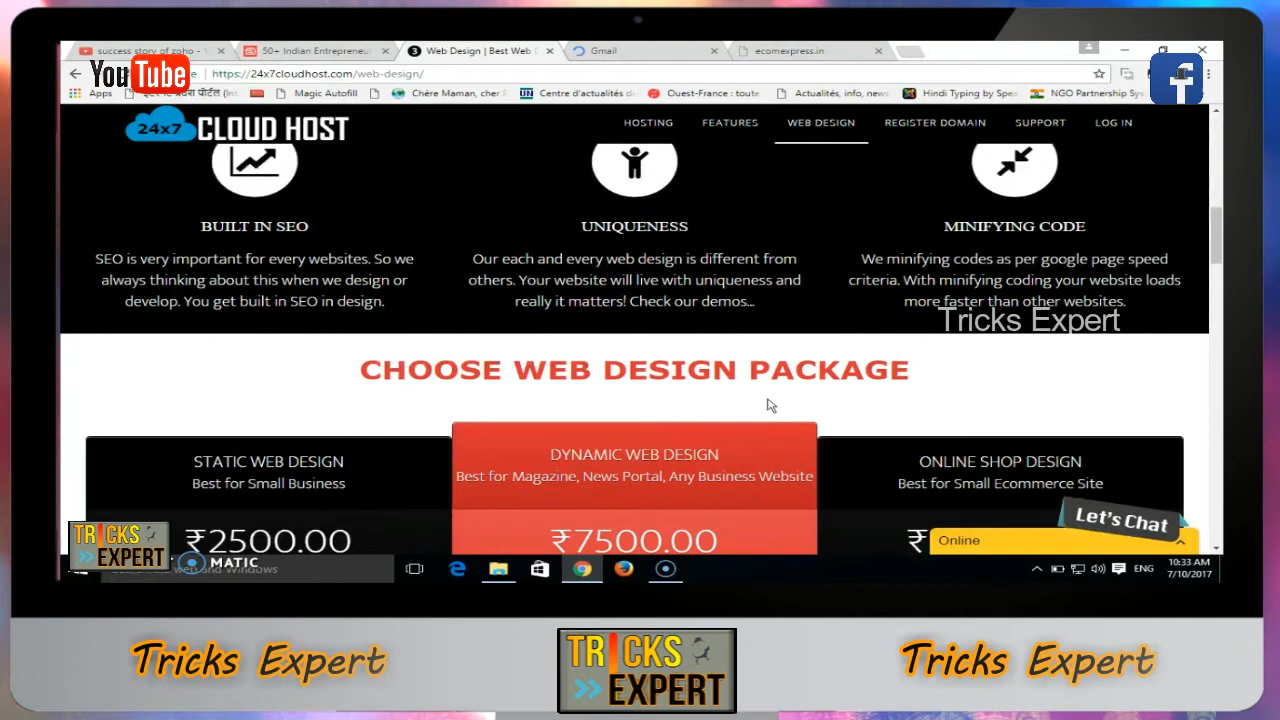 success story of zoho - Y
50+ Indian Entrepreneur
Web Design | Best Web
Gmail
ecomexpress.in
YouTube
https://24x7cloudhost.com/web-design/
Apps
Magic Autofill
Chère Maman, cher
Centre d'actualités de
Ouest-France : toute
Actualités, info, news
Hindi Typing by Spea
NGO Partnership Sys
24x7 CLOUD HOST
HOSTING
FEATURES
WEB DESIGN
REGISTER DOMAIN
SUPPORT
LOG IN
BUILT IN SEO
SEO is very important for every websites. So we
always thinking about this when we design or
develop. You get built in SEO in design.
UNIQUENESS
Our each and every web design is different from
others. Your website will live with uniqueness and
really it matters! Check our demos...
MINIFYING CODE
We minifying codes as per google page speed
criteria. With minifying coding your website loads
more faster than other websites.
Tricks Expert
CHOOSE WEB DESIGN PACKAGE
STATIC WEB DESIGN
Best for Small Business
₹2500.00
DYNAMIC WEB DESIGN
Best for Magazine, News Portal, Any Business Website
₹7500.00
ONLINE SHOP DESIGN
Best for Small Ecommerce Site
₹
Let's Chat
Online
TRICKS
EXPERT
MATIC
and Windows
ENG
10:33 AM
7/10/2017
Tricks Expert
TRICKS
EXPERT
Tricks Expert